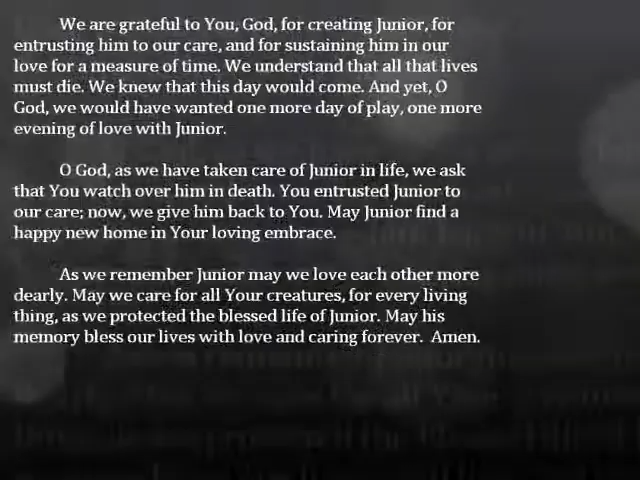 We are grateful to You, God, for creating Junior, for
entrusting him to our care, and for sustaining him in our
love for a measure of time. We understand that all that lives
must die. We knew that this day would come. And yet, O
God, we would have wanted one more day of play, one more
evening of love with Junior.
O God, as we have taken care of Junior in life, we ask
that You watch over him in death. You entrusted Junior to
our care; now, we give him back to You. May Junior find a
happy new home in Your loving embrace.
As we remember Junior may we love each other more
dearly. May we care for all Your creatures, for every living
thing, as we protected the blessed life of Junior. May his
memory bless our lives with love and caring forever.  Amen.